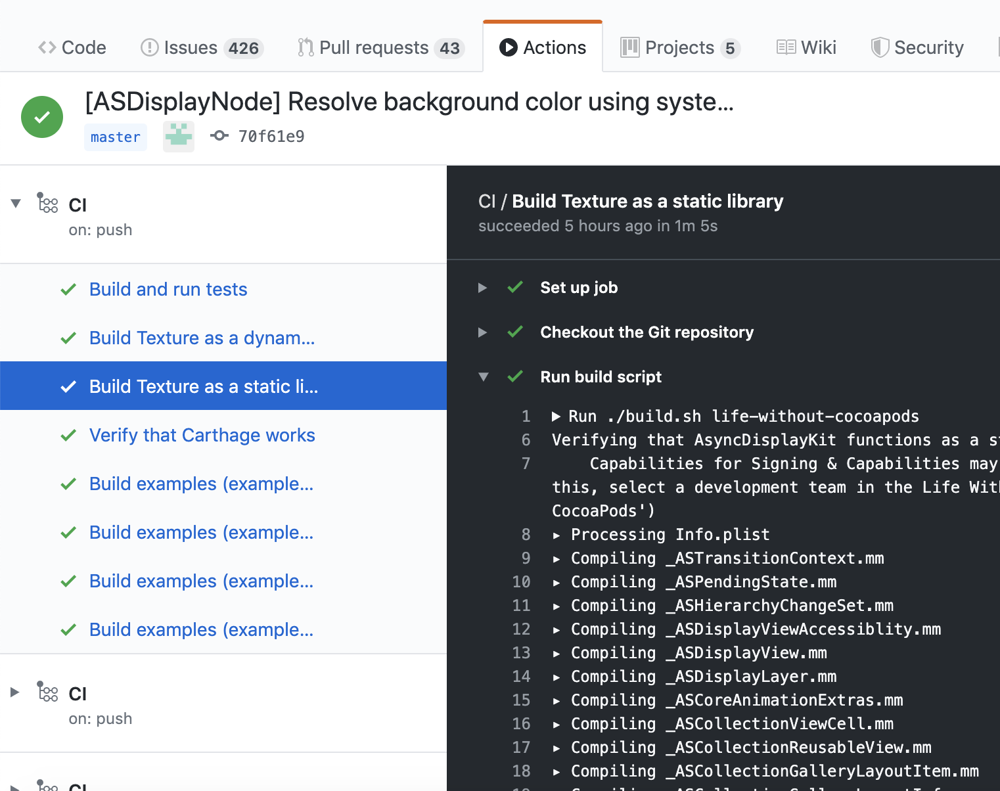 Code Issues 426 Pull requests 43 Actions Projects 5 Wiki Security
[ASDisplayNode] Resolve background color using syste...
master 70f61e9
CI
on: push
Build and run tests
Build Texture as a dynam...
Build Texture as a static li...
Verify that Carthage works
Build examples (example...
Build examples (example...
Build examples (example...
Build examples (example...
CI
on: push
CI
CI / Build Texture as a static library
succeeded 5 hours ago in 1m 5s
Set up job
Checkout the Git repository
Run build script
1 ▶ Run ./build.sh life-without-cocoapods
6 Verifying that AsyncDisplayKit functions as a
7 Capabilities for Signing & Capabilities may
this, select a development team in the Life
CocoaPods')
8 ▸ Processing Info.plist
9 ▸ Compiling _ASTransitionContext.mm
10 ▸ Compiling _ASPendingState.mm
11 ▸ Compiling _ASHierarchyChangeSet.mm
12 ▸ Compiling _ASDisplayViewAccessiblity.mm
13 ▸ Compiling _ASDisplayView.mm
14 ▸ Compiling _ASDisplayLayer.mm
15 ▸ Compiling _ASCoreAnimationExtras.mm
16 ▸ Compiling _ASCollectionViewCell.mm
17 ▸ Compiling _ASCollectionReusableView.mm
18 ▸ Compiling _ASCollectionGalleryLayoutItem.mm